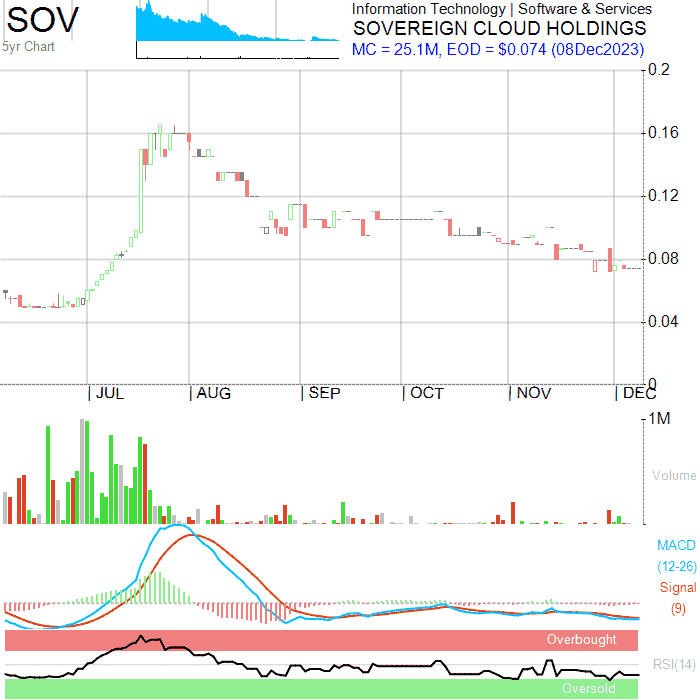 SOV
5yr Chart
Information Technology | Software & Services
SOVEREIGN CLOUD HOLDINGS
MC = 25.1M, EOD = $0.074 (08Dec2023)
0.2
0.16
0.12
0.08
0.04
0
JUL AUG SEP OCT NOV DEC
1M
Volume
MACD
(12-26)
Signal
(9)
Overbought
RSI(14)
Oversold